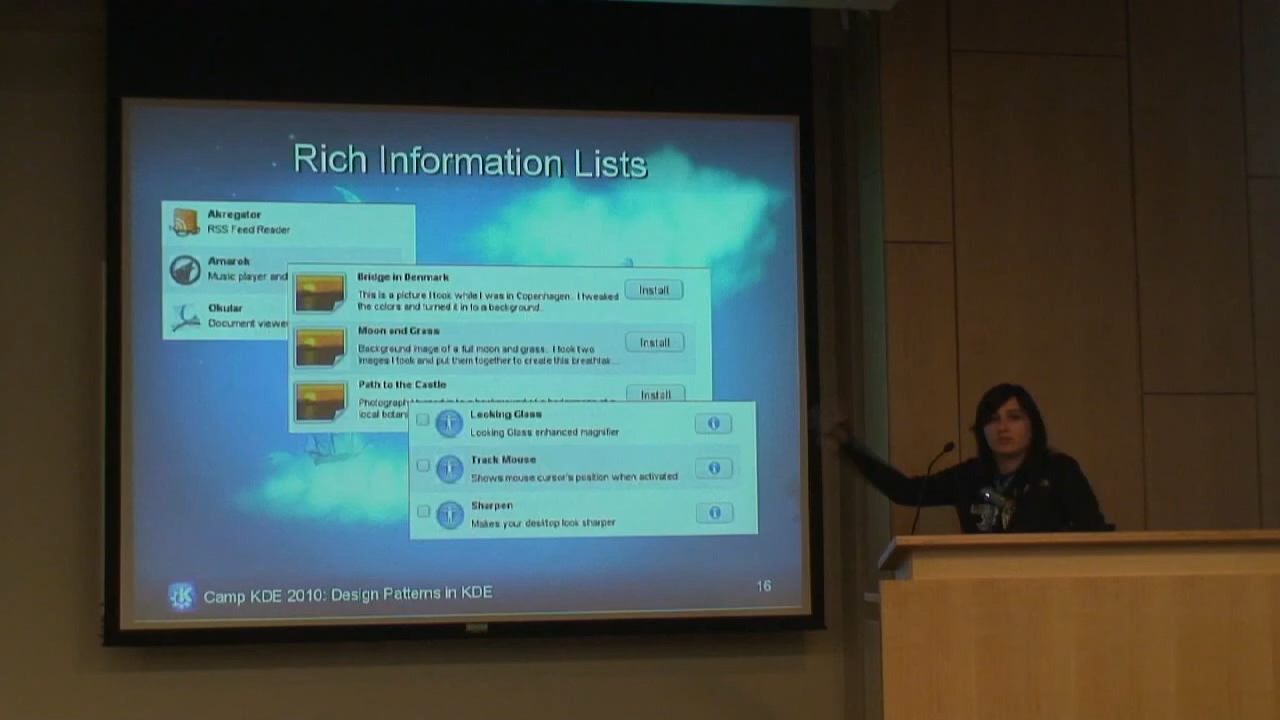 Rich Information Lists
Akregator
RSS Feed Reader
Amarok
Music player and
Okular
Document viewer
Bridge in Denmark
This is a picture I took while I was in Copenhagen. I tweaked
the colors and turned it in to a background.
Install
Moon and Grass
Background image of a full moon and grass. I took two
images I took and put them together to create this breathtak...
Install
Path to the Castle
local botan
Install
Looking Glass
Looking Glass enhanced magnifier
Track Mouse
Shows mouse cursor's position when activated
Sharpen
Makes your desktop look sharper
Camp KDE 2010: Design Patterns in KDE
16